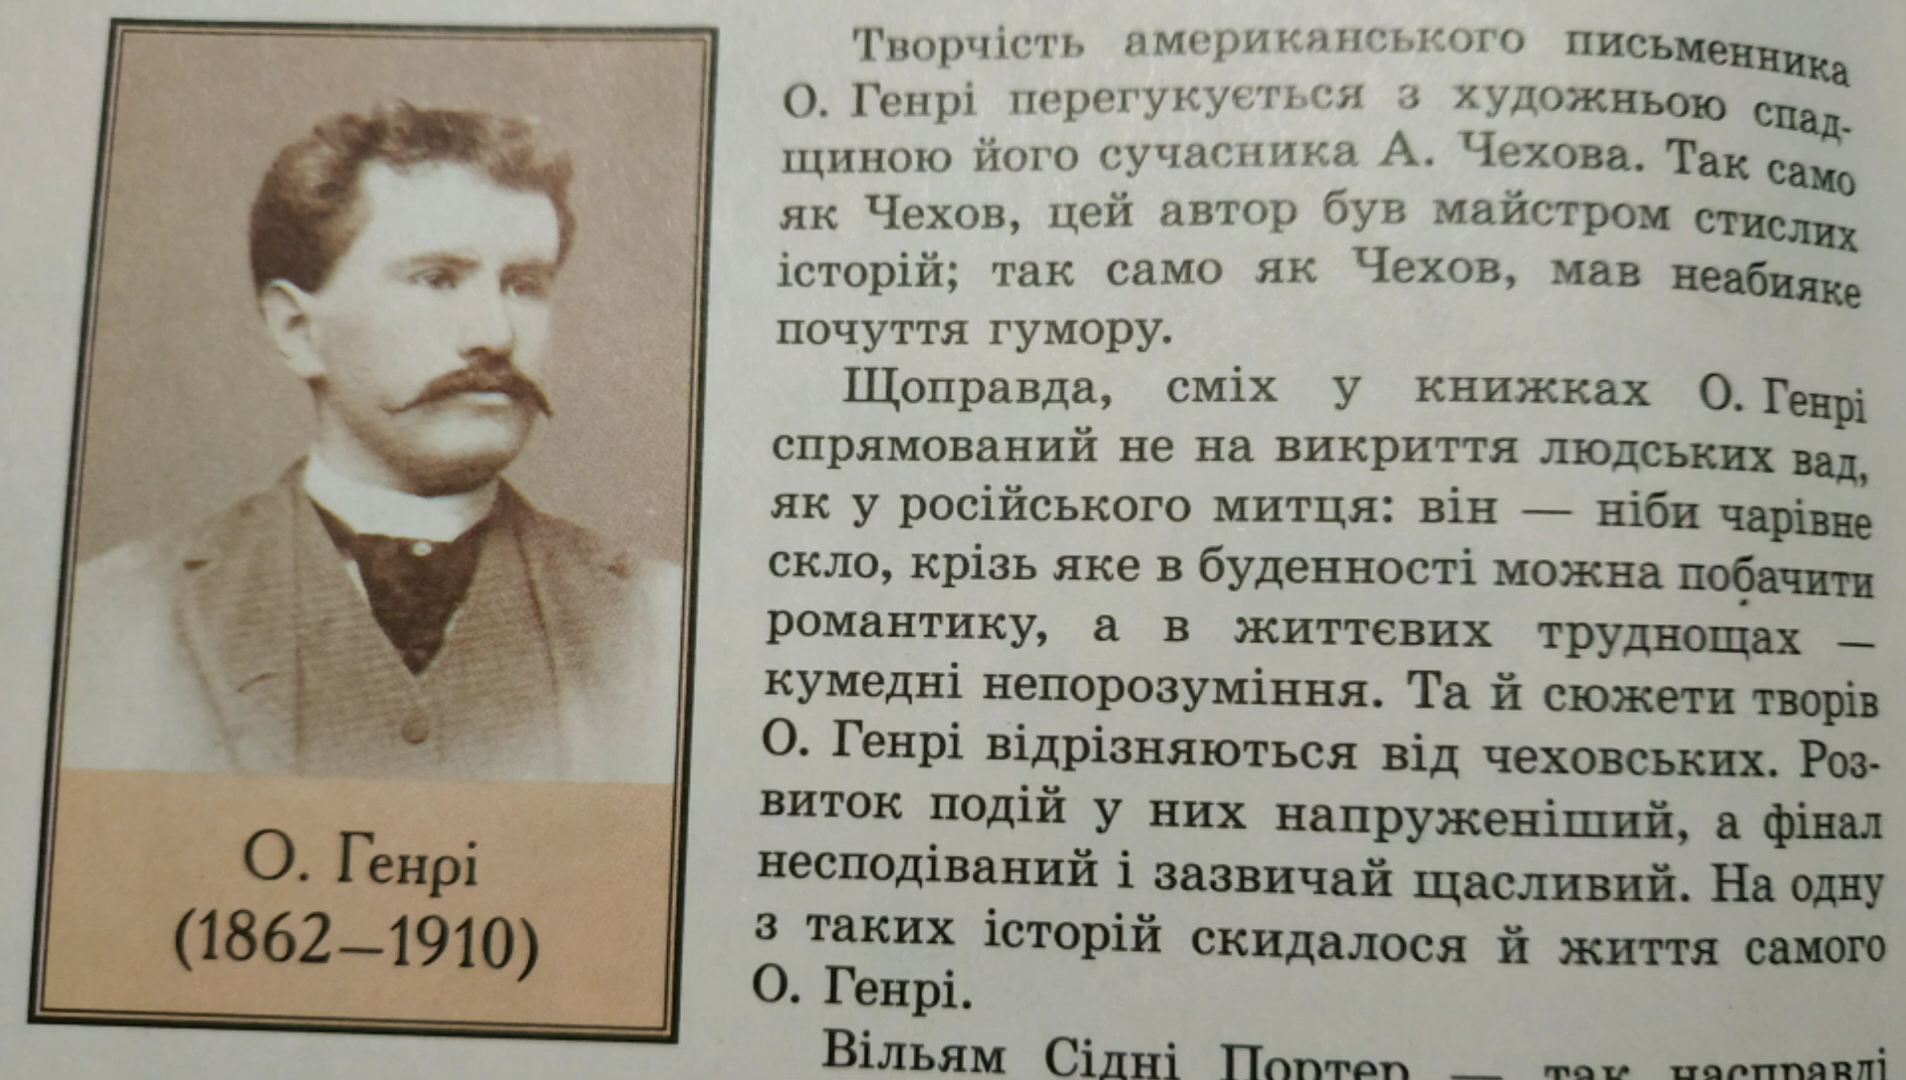 О. Генрі
(1862–1910)
Творчість американського письменника
О. Генрі перегукується з художньою спад-
щиною його сучасника А. Чехова. Так само
як Чехов, цей автор був майстром стислих
історій; так само як Чехов, мав неабияке
почуття гумору.
Щоправда, сміх у книжках О. Генрі
спрямований не на викриття людських вад,
як у російського митця: він — ніби чарівне
скло, крізь яке в буденності можна побачити
романтику, а в життєвих труднощах —
кумедні непорозуміння. Та й сюжети творів
О. Генрі відрізняються від чеховських. Роз-
виток подій у них напруженіший, а фінал
несподіваний і зазвичай щасливий. На одну
з таких історій скидалося й життя самого
О. Генрі.
Вільям Сідні Портер — так насправді